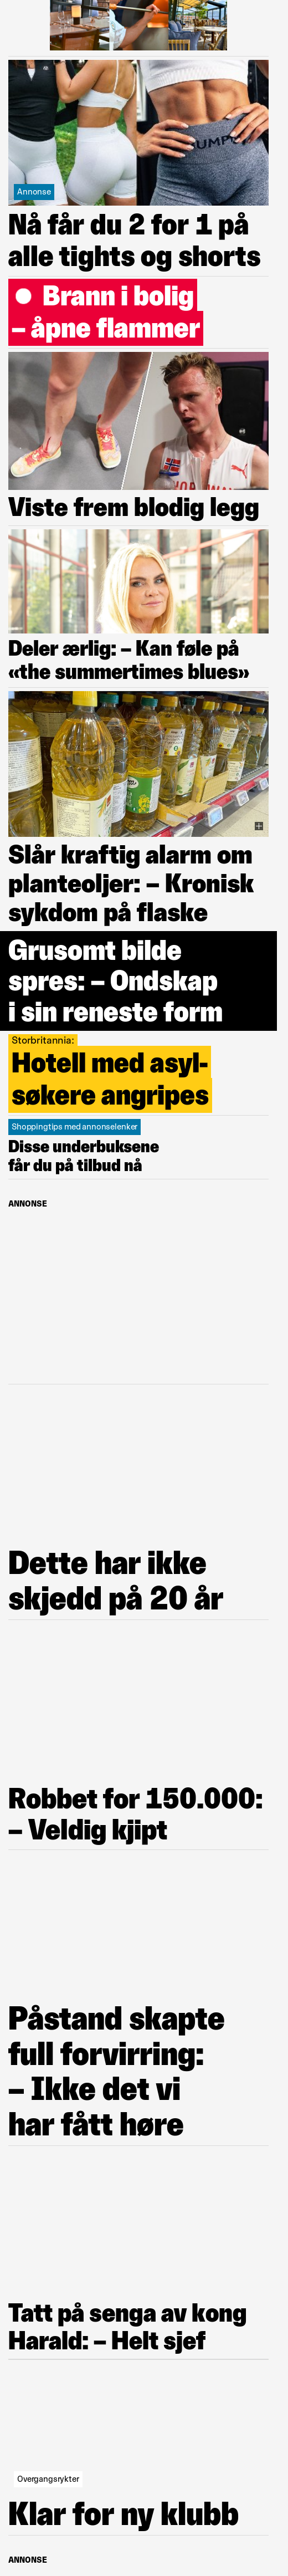 Annonse
Nå får du 2 for 1 på
alle tights og shorts
Brann i bolig
– åpne flammer
Viste frem blodig legg
Deler ærlig: – Kan føle på
«the summertimes blues»
Slår kraftig alarm om
planteoljer: – Kronisk
sykdom på flaske
Grusomt bilde
spres: – Ondskap
i sin reneste form
Storbritannia:
Hotell med asyl-
søkere angripes
Shoppingtips med annonselenker
Disse underbuksene
får du på tilbud nå
ANNONSE
Dette har ikke
skjedd på 20 år
Robbet for 150.000:
– Veldig kjipt
Påstand skapte
full forvirring:
– Ikke det vi
har fått høre
Tatt på senga av kong
Harald: – Helt sjef
Overgangsrykter
Klar for ny klubb
ANNONSE